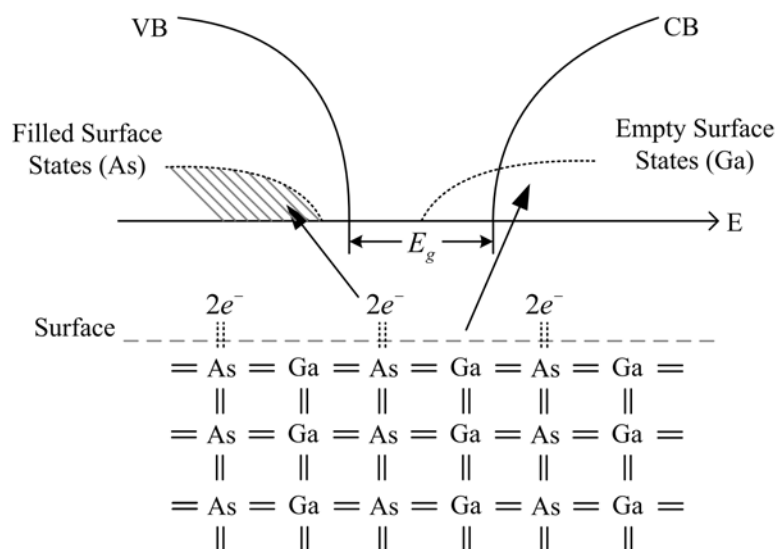 VB
CB
Filled Surface
States (As)
Empty Surface
States (Ga)
E
E_g
2e⁻ 2e⁻ 2e⁻
Surface
= As = Ga = As = Ga = As = Ga =
= As = Ga = As = Ga = As = Ga =
= As = Ga = As = Ga = As = Ga =